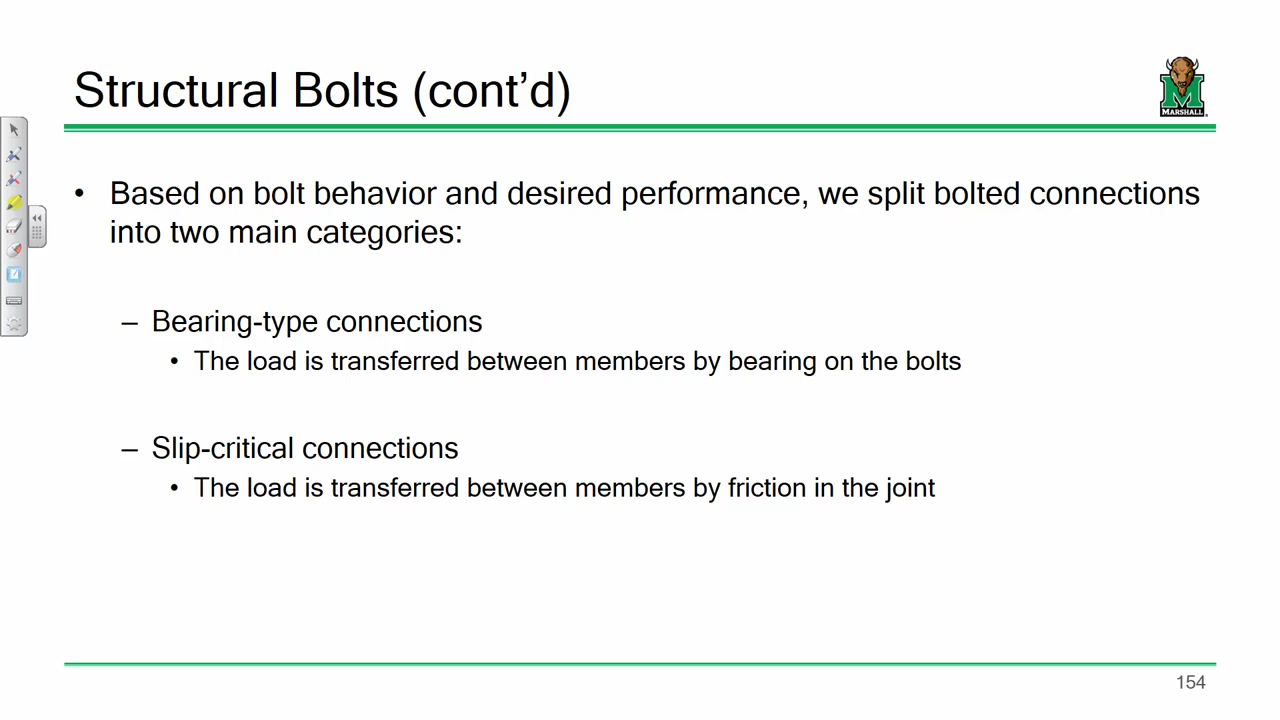 Structural Bolts (cont’d)
MARSHALL
• Based on bolt behavior and desired performance, we split bolted connections
into two main categories:
– Bearing-type connections
• The load is transferred between members by bearing on the bolts
– Slip-critical connections
• The load is transferred between members by friction in the joint
154